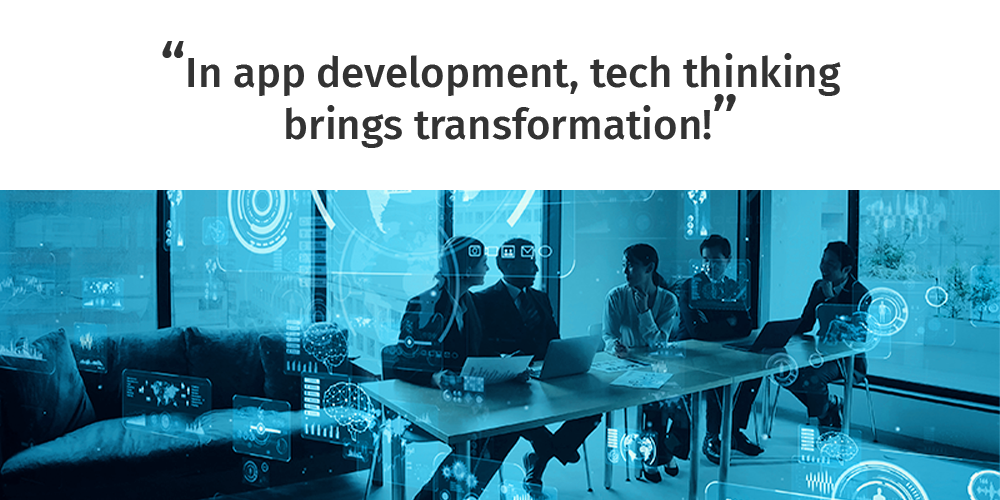 “In app development, tech thinking
brings transformation!”